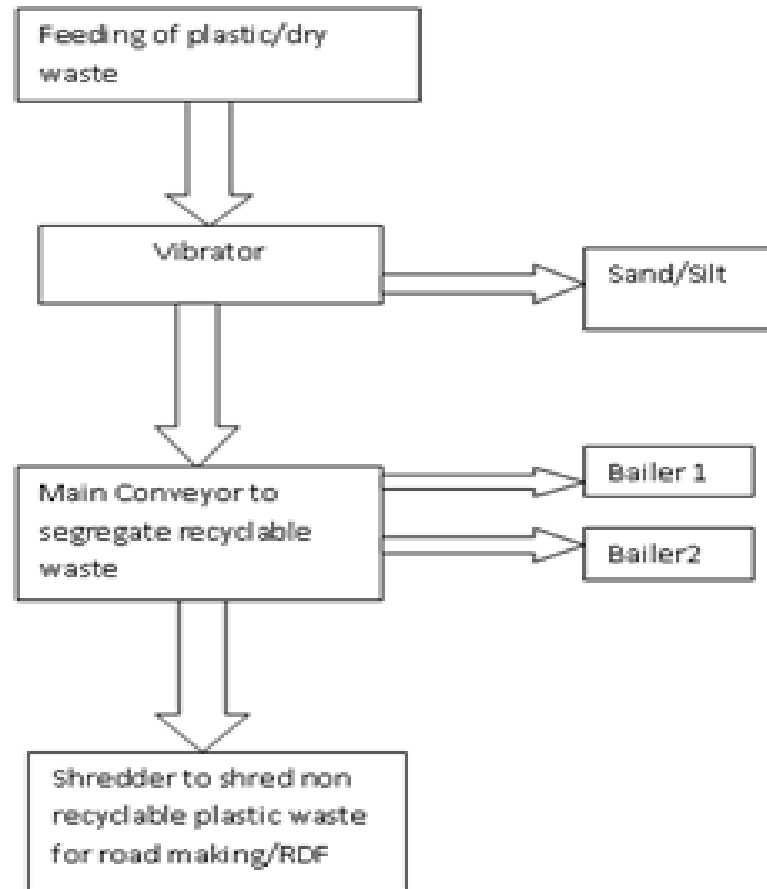 Feeding of plastic/dry
waste
Vibrator
Sand/Silt
Main Conveyor to
segregate recyclable
waste
Bailer 1
Bailer2
Shredder to shred non
recyclable plastic waste
for road making/RDF